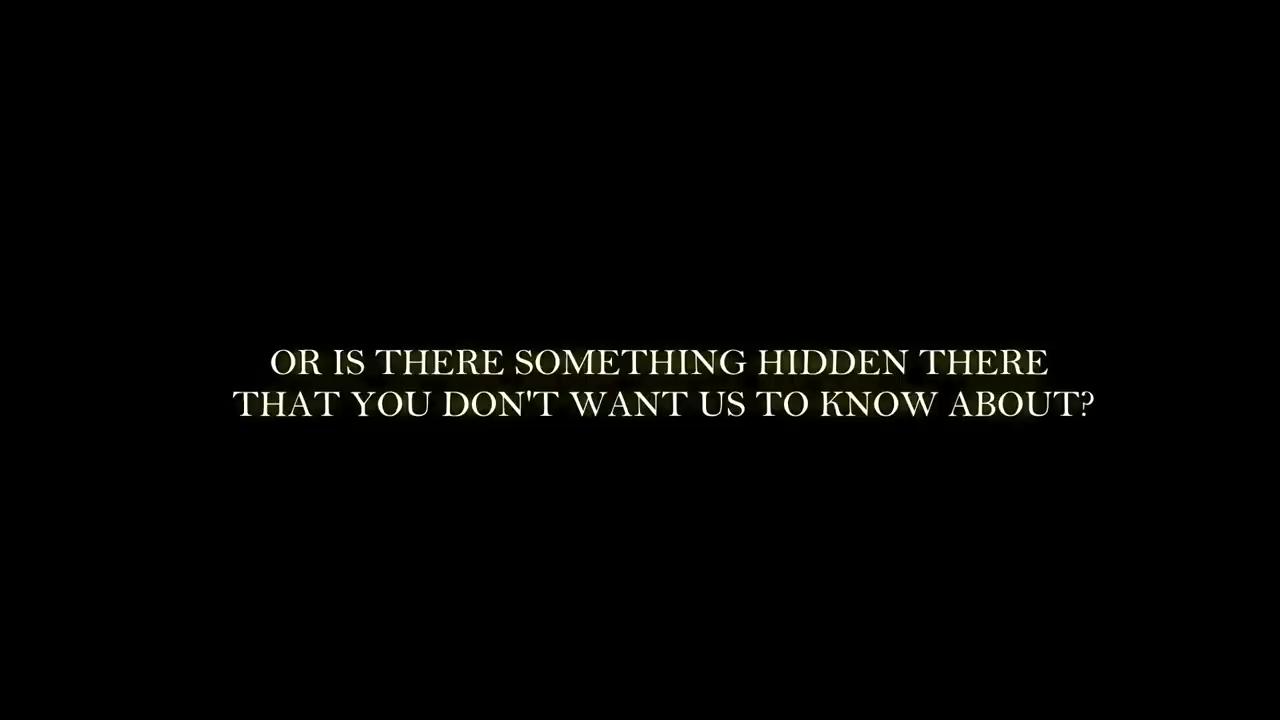 OR IS THERE SOMETHING HIDDEN THERE
THAT YOU DON'T WANT US TO KNOW ABOUT?